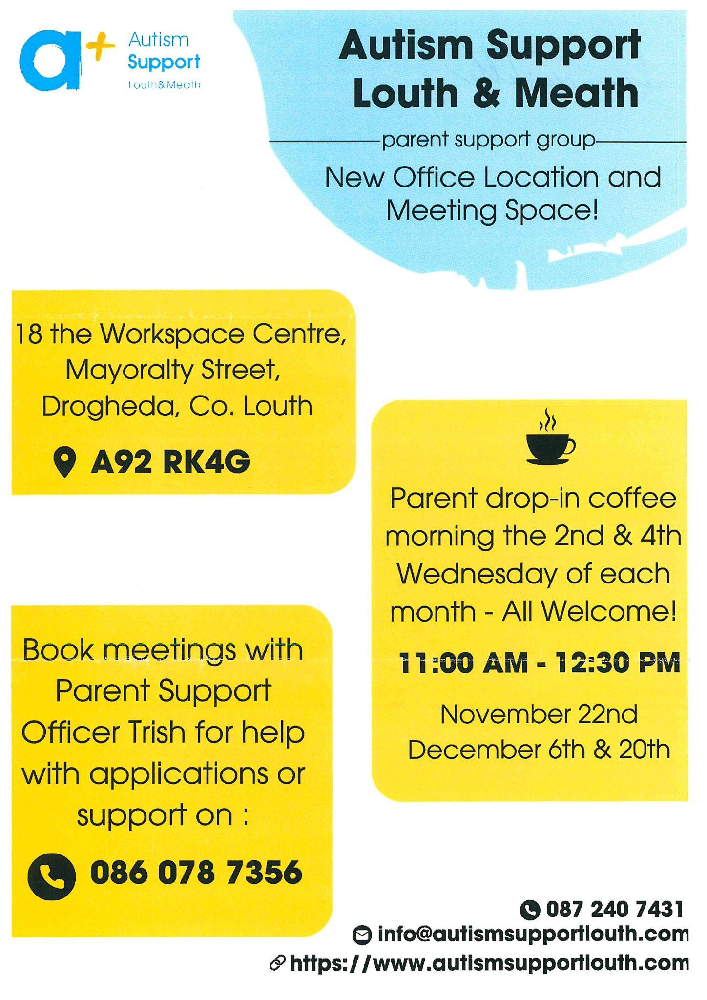 a+
Autism
Support
Louth&Meath
Autism Support
Louth & Meath
parent support group
New Office Location and
Meeting Space!
18 the Workspace Centre,
Mayoralty Street,
Drogheda, Co. Louth
A92 RK4G
Parent drop-in coffee
morning the 2nd & 4th
Wednesday of each
month - All Welcome!
11:00 AM - 12:30 PM
November 22nd
December 6th & 20th
Book meetings with
Parent Support
Officer Trish for help
with applications or
support on :
086 078 7356
087 240 7431
info@autismsupportlouth.com
https://www.autismsupportlouth.com